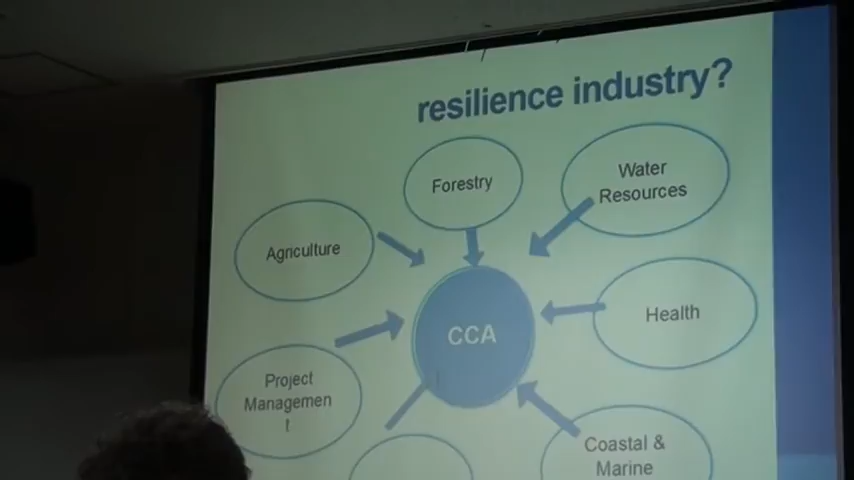 resilience industry?
Forestry
Water
Resources
Agriculture
Health
CCA
Project
Managemen
t
Coastal &
Marine